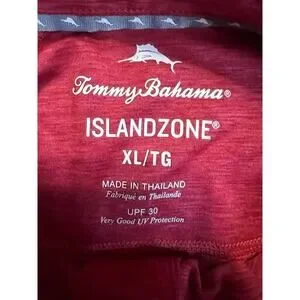 Tommy Bahama®
ISLANDZONE®
XL/TG
MADE IN THAILAND
Fabriqué en Thaïlande
UPF 30
Very Good UV Protection